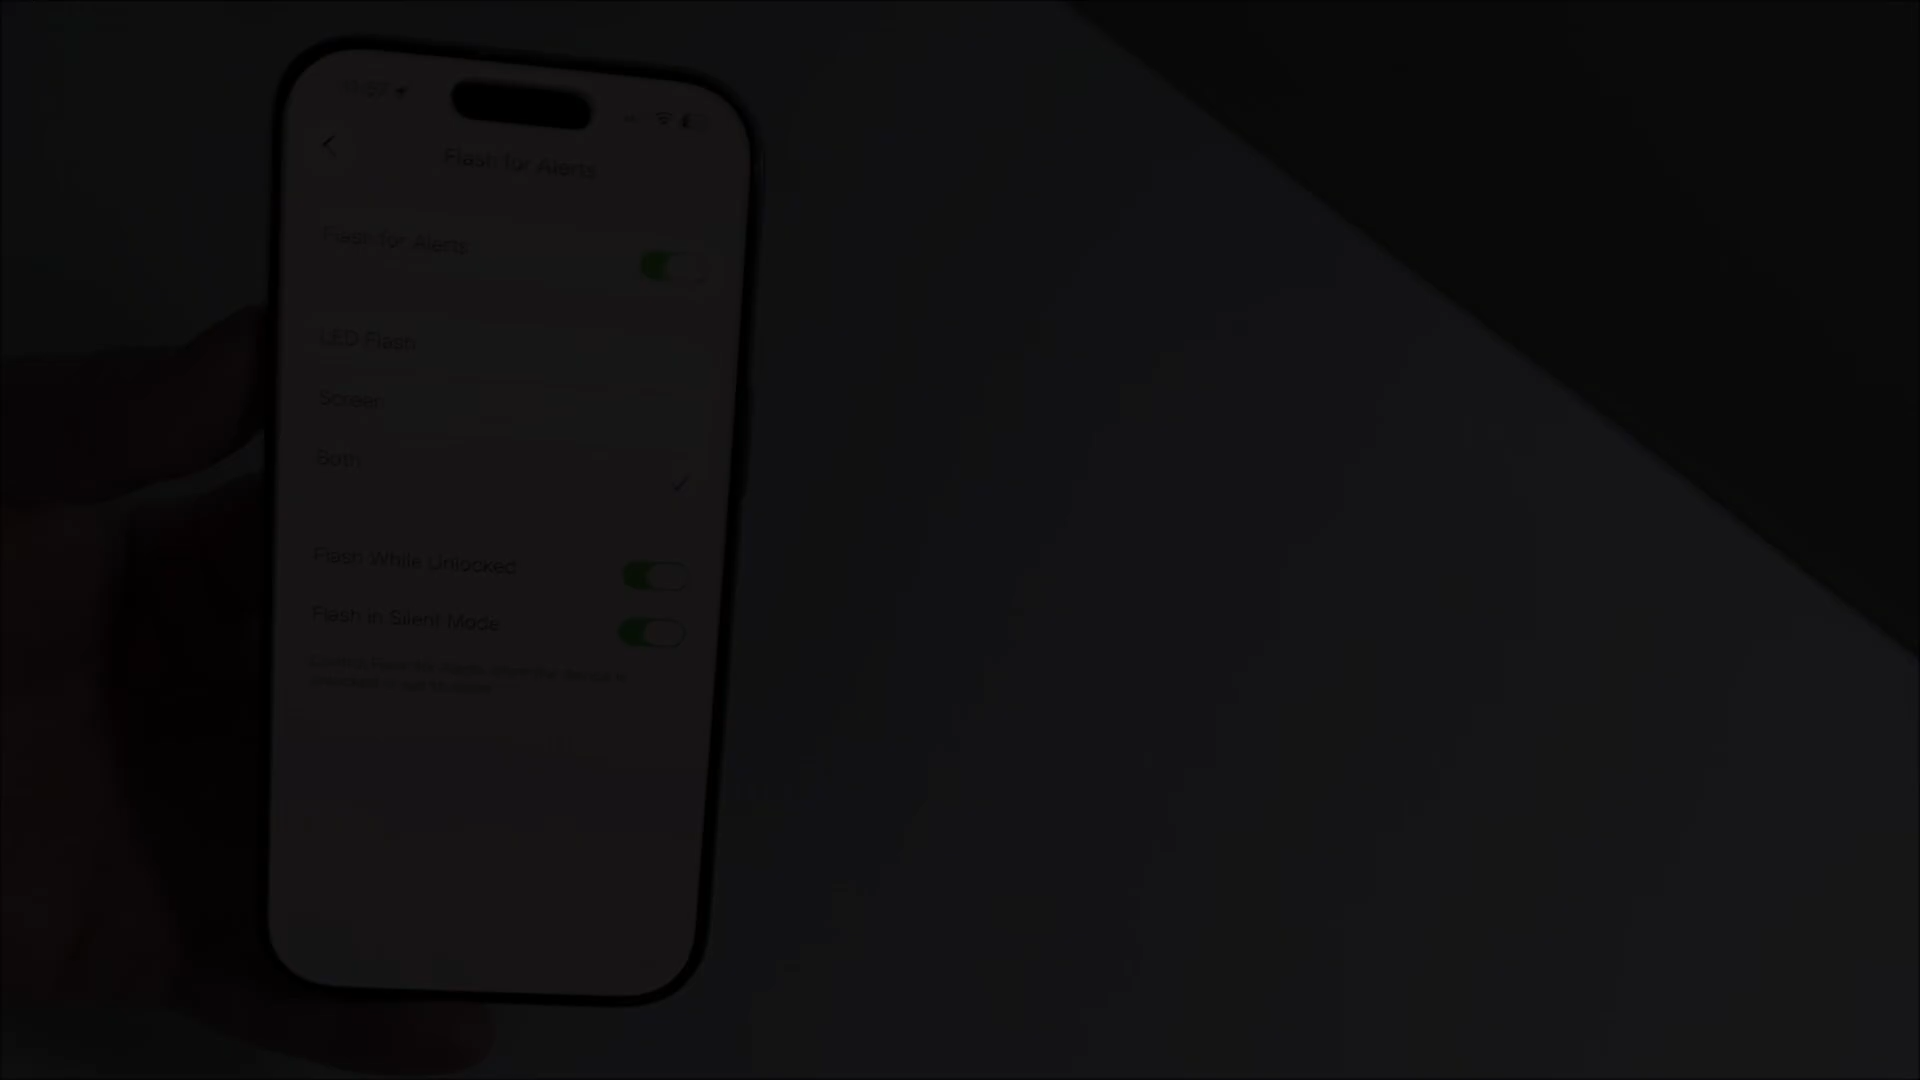 Flash for Alerts
Flash for Alerts
LED Flash
Screen
Both
Flash While Unlocked
Flash in Silent Mode